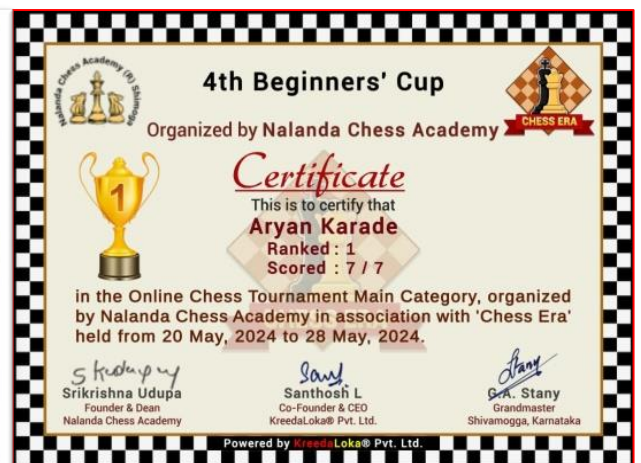 Nalanda Chess Academy (R) Shimoga
4th Beginners' Cup
CHESS ERA
Organized by Nalanda Chess Academy
Certificate
1
This is to certify that
Aryan Karade
Ranked : 1
Scored : 7 / 7
in the Online Chess Tournament Main Category, organized
by Nalanda Chess Academy in association with 'Chess Era'
held from 20 May, 2024 to 28 May, 2024.
CHESS ERA
Srikrishna Udupa
Founder & Dean
Nalanda Chess Academy
Santhosh L
Co-Founder & CEO
KreedaLoka® Pvt. Ltd.
Stany
G.A. Stany
Grandmaster
Shivamogga, Karnataka
Powered by KreedaLoka® Pvt. Ltd.